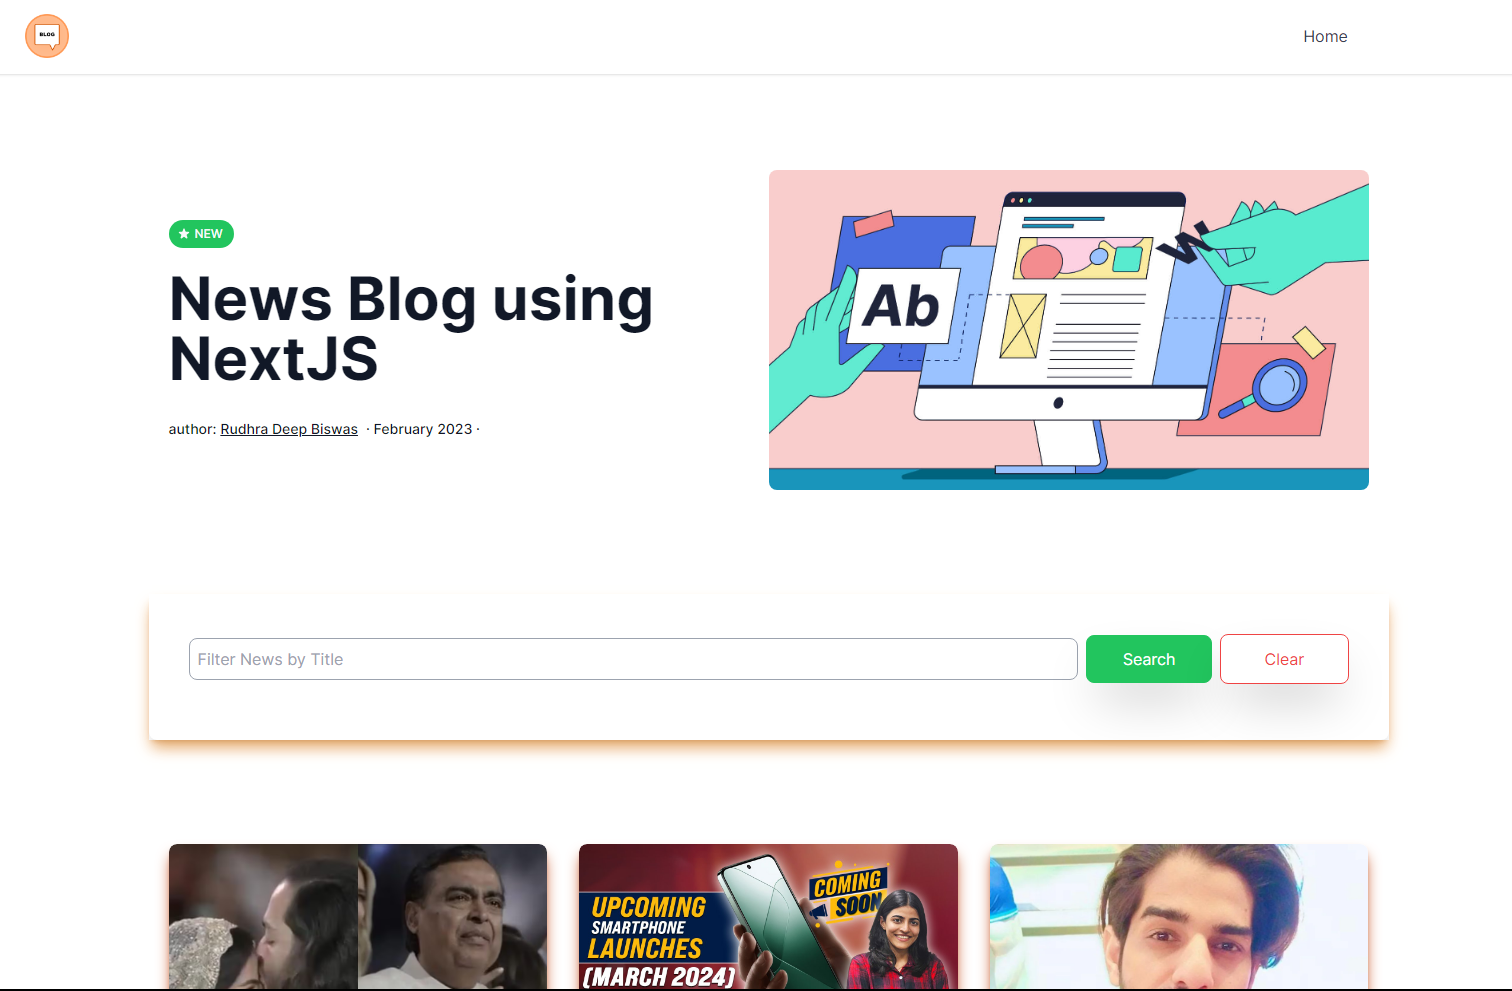 BLOG
Home
NEW
News Blog using
NextJS
author: Rudhra Deep Biswas · February 2023 ·
Ab
W
Filter News by Title
Search
Clear
COMING
SOON
UPCOMING
SMARTPHONE
LAUNCHES
(MARCH 2024)